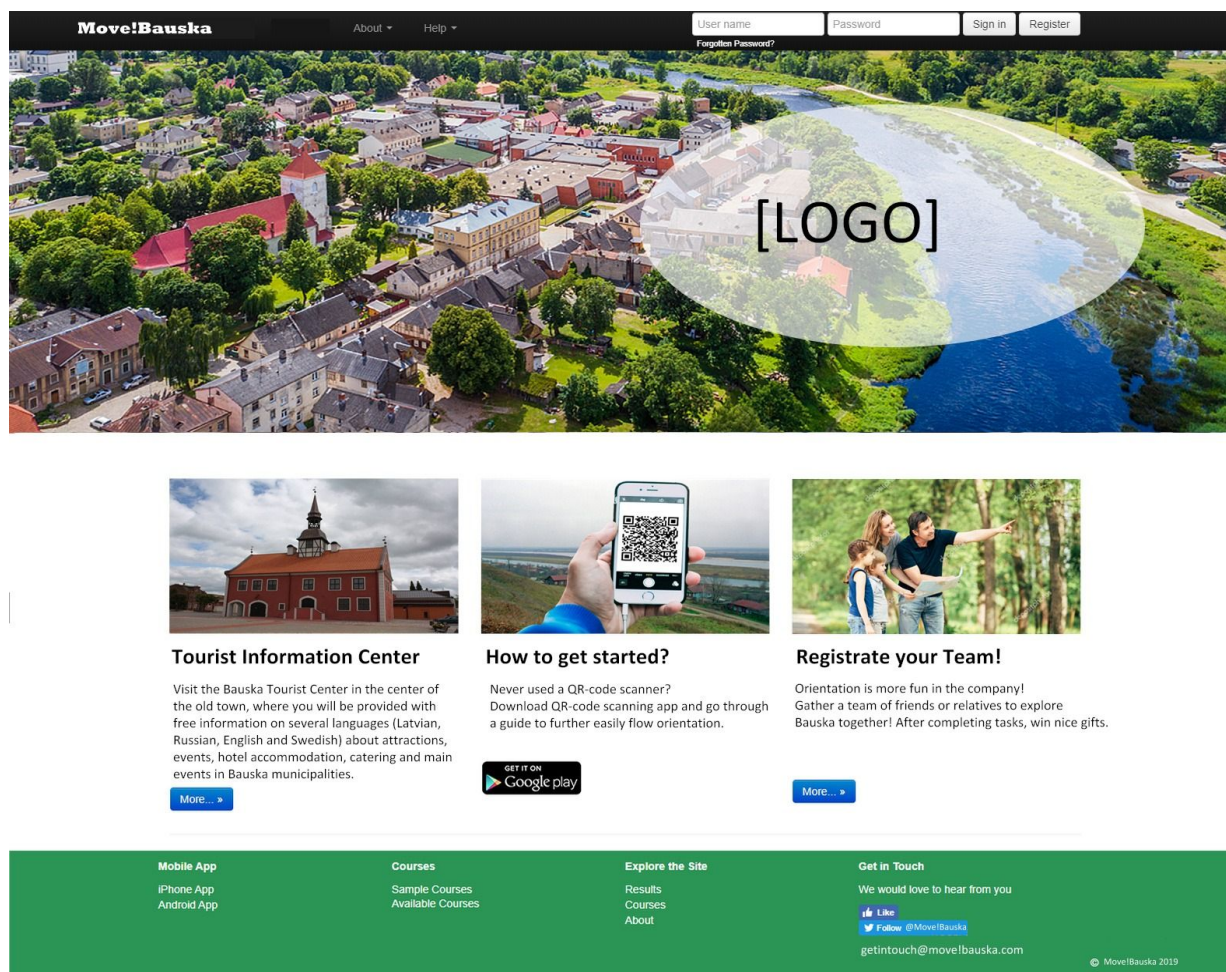 Move!Bauska
About
Help
User name
Password
Sign in
Register
Forgotten Password?
[LOGO]
Tourist Information Center
Visit the Bauska Tourist Center in the center of
the old town, where you will be provided with
free information on several languages (Latvian,
Russian, English and Swedish) about attractions,
events, hotel accommodation, catering and main
events in Bauska municipalities.
More... »
How to get started?
Never used a QR-code scanner?
Download QR-code scanning app and go through
a guide to further easily flow orientation.
GET IT ON
Google play
Registrate your Team!
Orientation is more fun in the company!
Gather a team of friends or relatives to explore
Bauska together! After completing tasks, win nice gifts.
More... »
Mobile App
iPhone App
Android App
Courses
Sample Courses
Available Courses
Explore the Site
Results
Courses
About
Get in Touch
We would love to hear from you
Like
Follow @Move!Bauska
getintouch@move!bauska.com
© Move!Bauska 2019